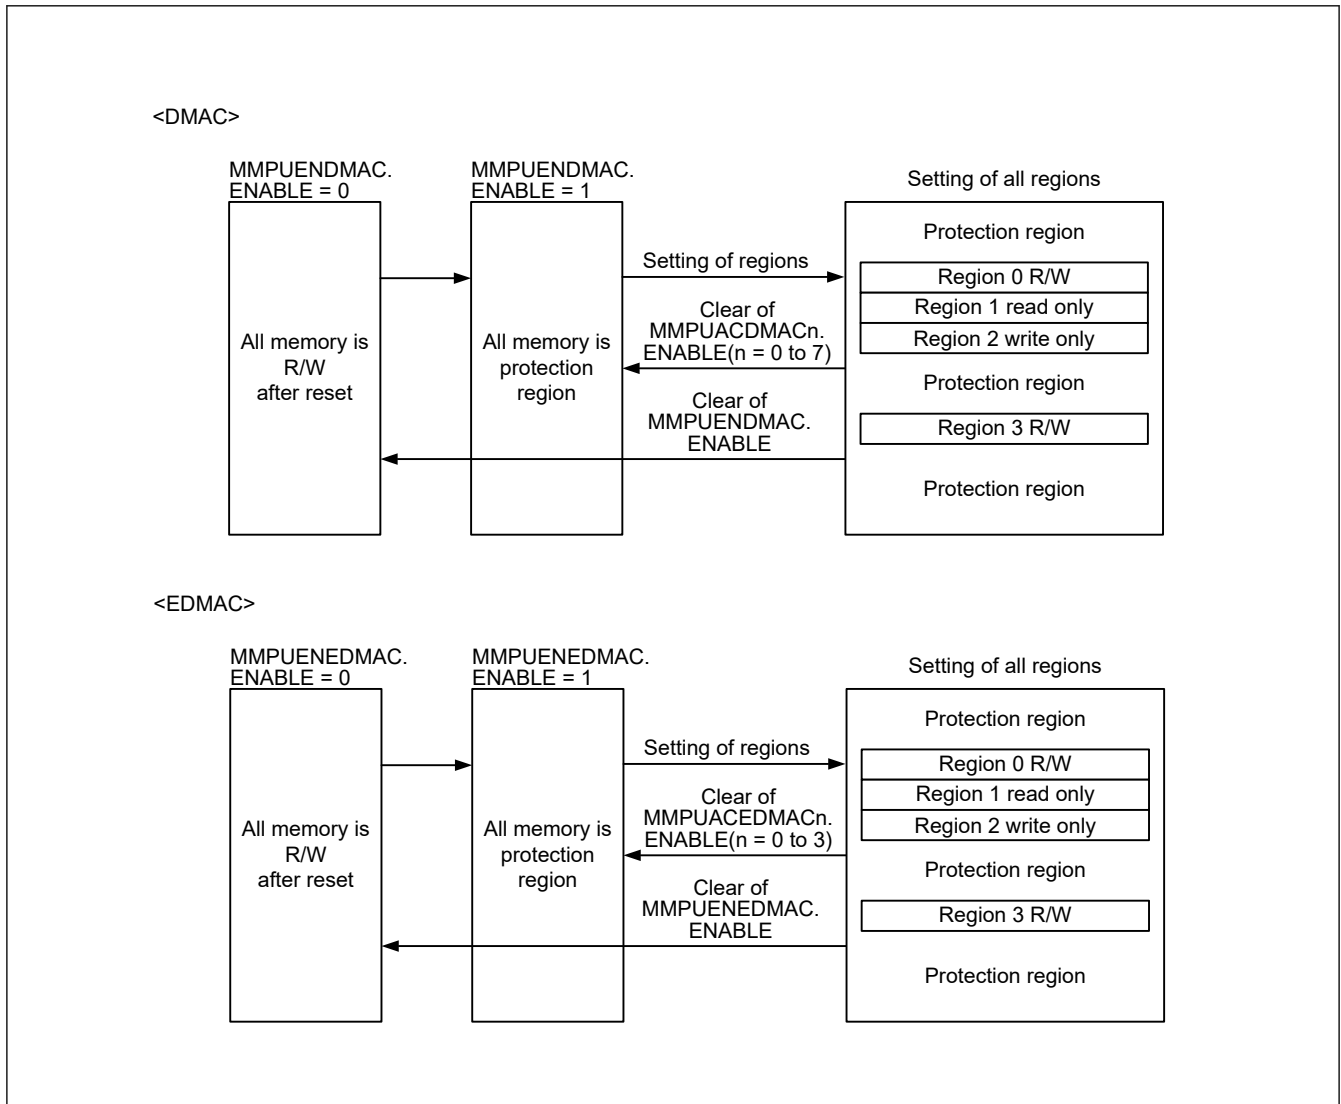 <DMAC>
MMPUENDMAC.
ENABLE = 0
MMPUENDMAC.
ENABLE = 1
Setting of all regions
All memory is
R/W
after reset
All memory is
protection
region
Setting of regions
Clear of
MMPUACDMACn.
ENABLE(n = 0 to 7)
Clear of
MMPUENDMAC.
ENABLE
Protection region
Region 0 R/W
Region 1 read only
Region 2 write only
Protection region
Region 3 R/W
Protection region
<EDMAC>
MMPUENEDMAC.
ENABLE = 0
MMPUENEDMAC.
ENABLE = 1
Setting of all regions
All memory is
R/W
after reset
All memory is
protection
region
Setting of regions
Clear of
MMPUACEDMACn.
ENABLE(n = 0 to 3)
Clear of
MMPUENEDMAC.
ENABLE
Protection region
Region 0 R/W
Region 1 read only
Region 2 write only
Protection region
Region 3 R/W
Protection region